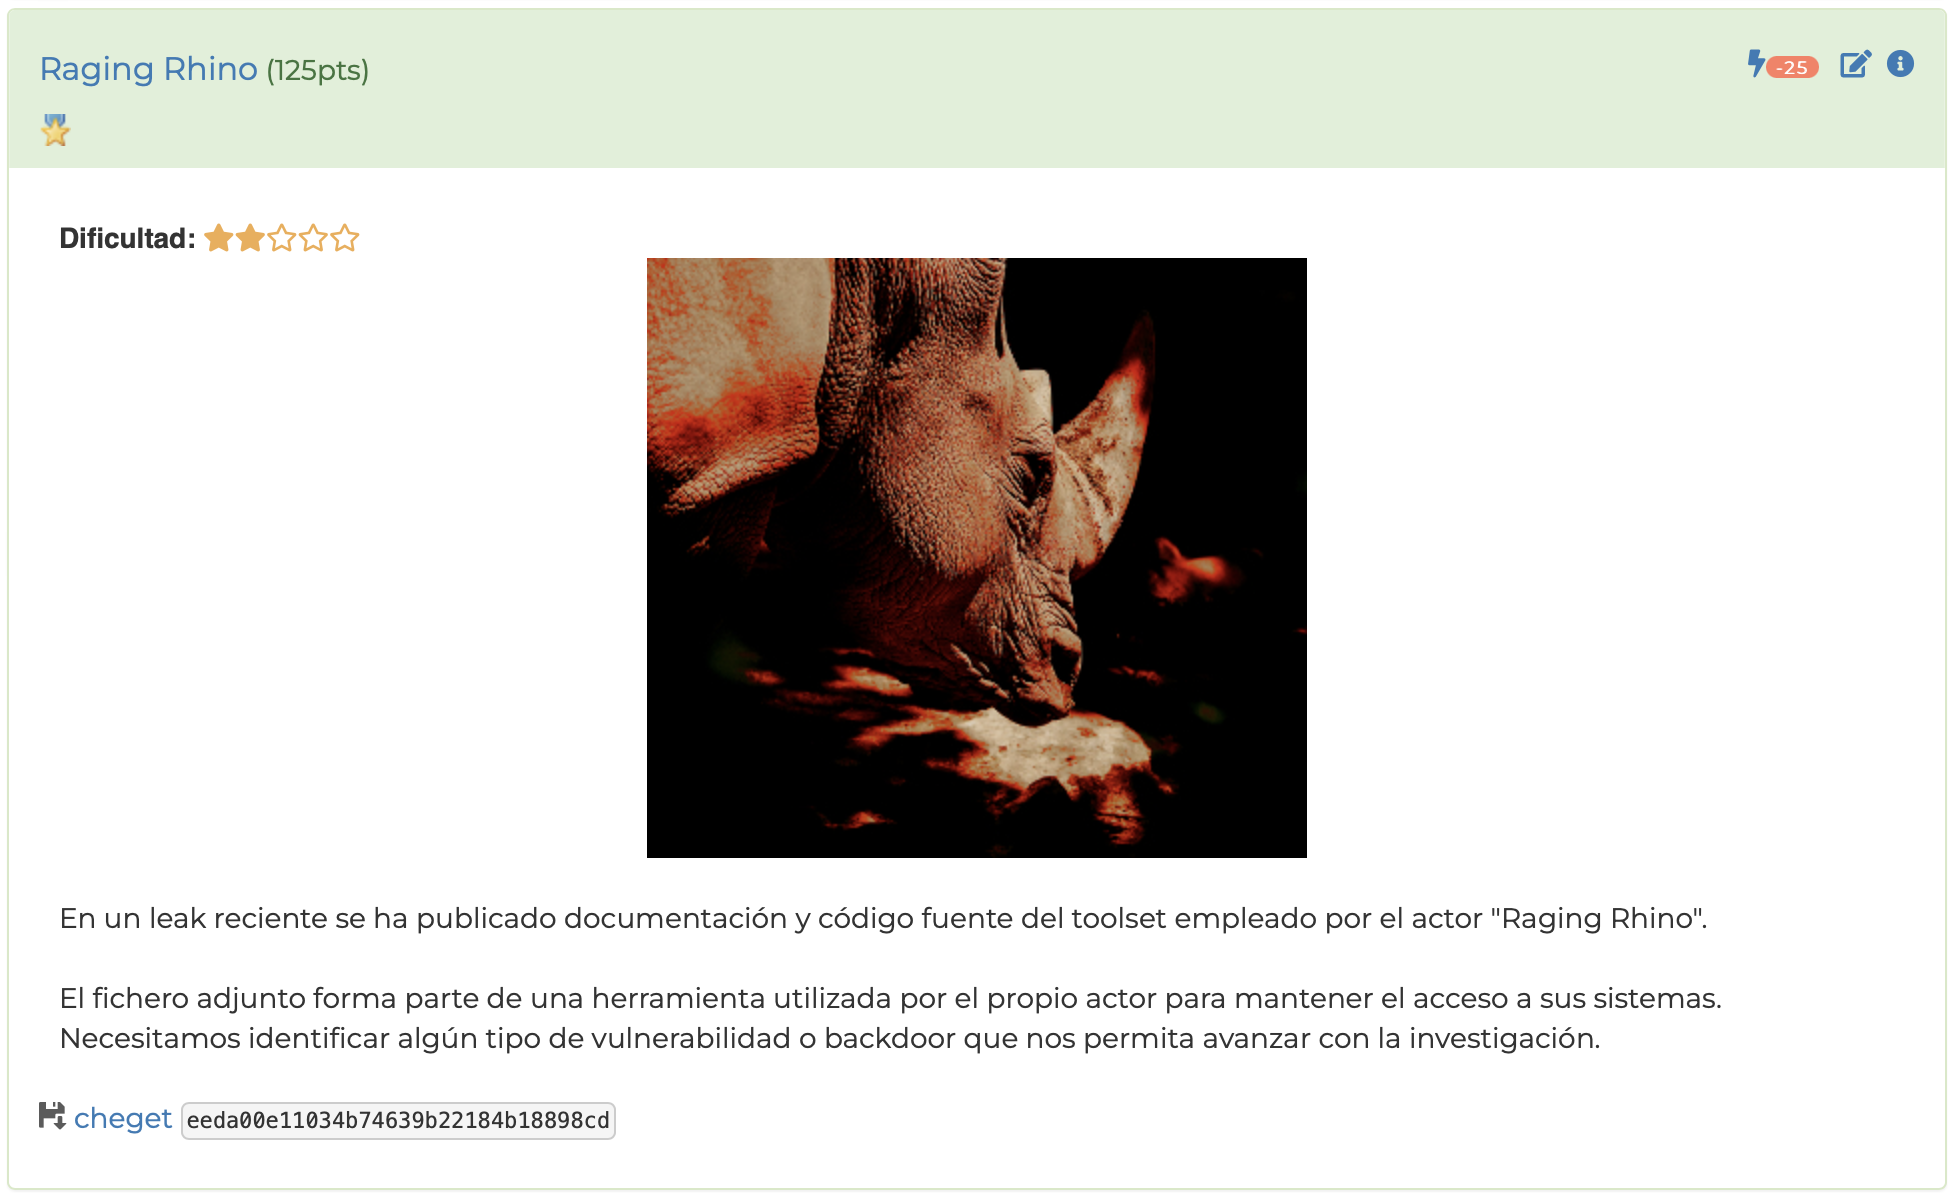 Raging Rhino (125pts)
-25
Dificultad:
En un leak reciente se ha publicado documentación y código fuente del toolset empleado por el actor "Raging Rhino".
El fichero adjunto forma parte de una herramienta utilizada por el propio actor para mantener el acceso a sus sistemas.
Necesitamos identificar algún tipo de vulnerabilidad o backdoor que nos permita avanzar con la investigación.
cheget eeda00e11034b74639b22184b18898cd